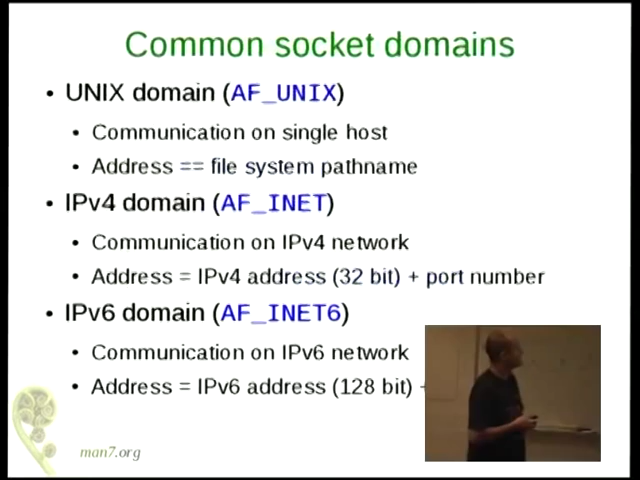 Common socket domains
• UNIX domain (AF_UNIX)
• Communication on single host
• Address == file system pathname
• IPv4 domain (AF_INET)
• Communication on IPv4 network
• Address = IPv4 address (32 bit) + port number
• IPv6 domain (AF_INET6)
• Communication on IPv6 network
• Address = IPv6 address (128 bit)
man7.org